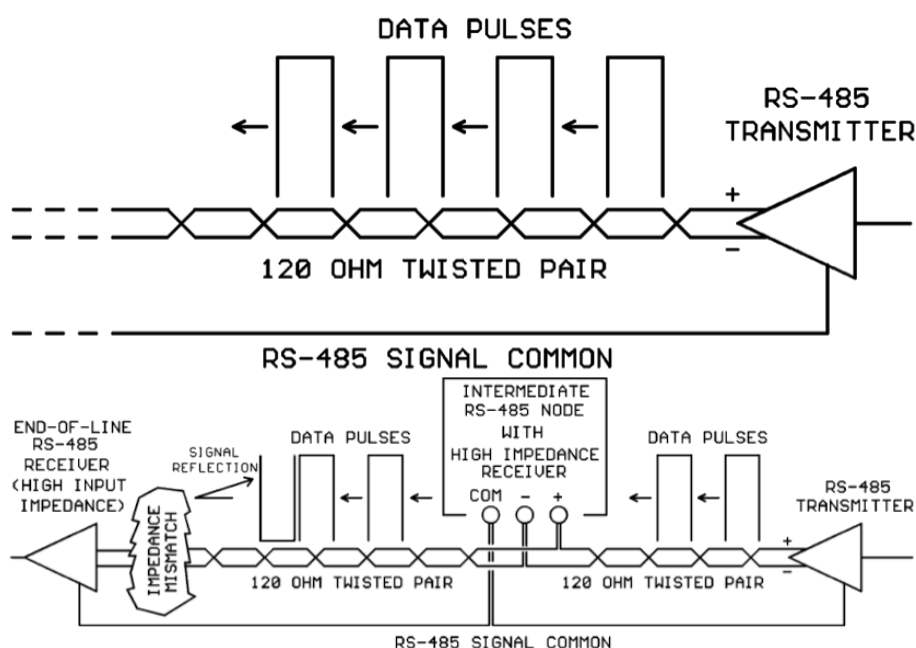 DATA PULSES
RS-485
TRANSMITTER
+
-
120 OHM TWISTED PAIR
RS-485 SIGNAL COMMON
END-OF-LINE
RS-485
RECEIVER
(HIGH INPUT
IMPEDANCE)
SIGNAL
REFLECTION
IMPEDANCE
MISMATCH
DATA PULSES
120 OHM TWISTED PAIR
INTERMEDIATE
RS-485 NODE
WITH
HIGH IMPEDANCE
RECEIVER
COM - +
DATA PULSES
120 OHM TWISTED PAIR
RS-485
TRANSMITTER
+
-
RS-485 SIGNAL COMMON